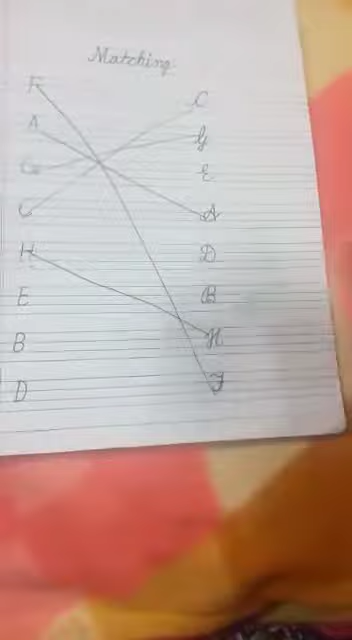 Matching
F C
A G
G E
C A
H D
E B
B H
D F